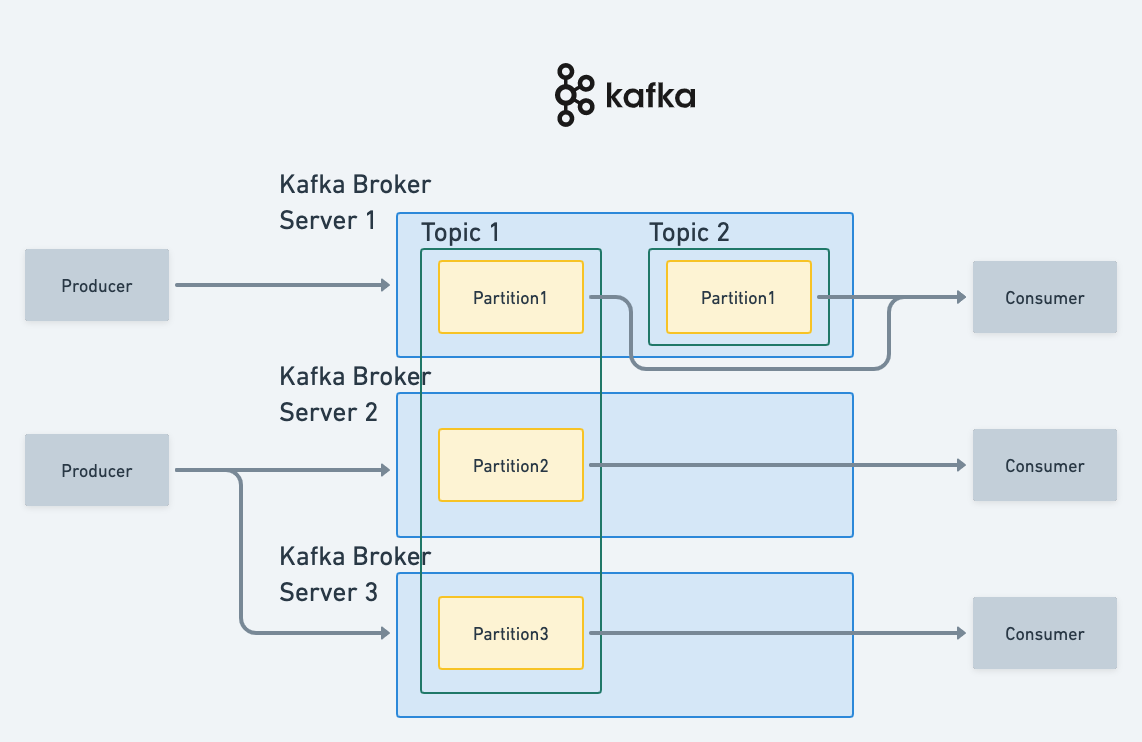 kafka
Kafka Broker
Server 1
Topic 1
Topic 2
Producer
Partition1
Partition1
Consumer
Kafka Broker
Server 2
Producer
Partition2
Consumer
Kafka Broker
Server 3
Partition3
Consumer